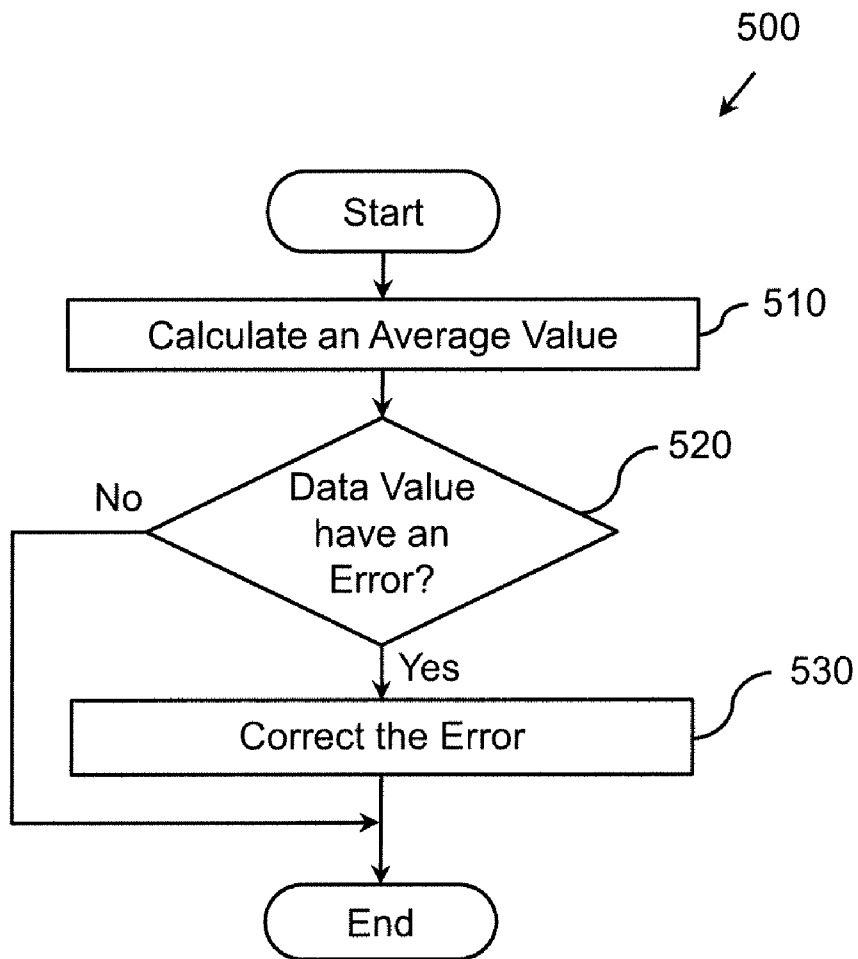 500
Start
Calculate an Average Value
510
Data Value
have an
Error?
520
No
Yes
Correct the Error
530
End